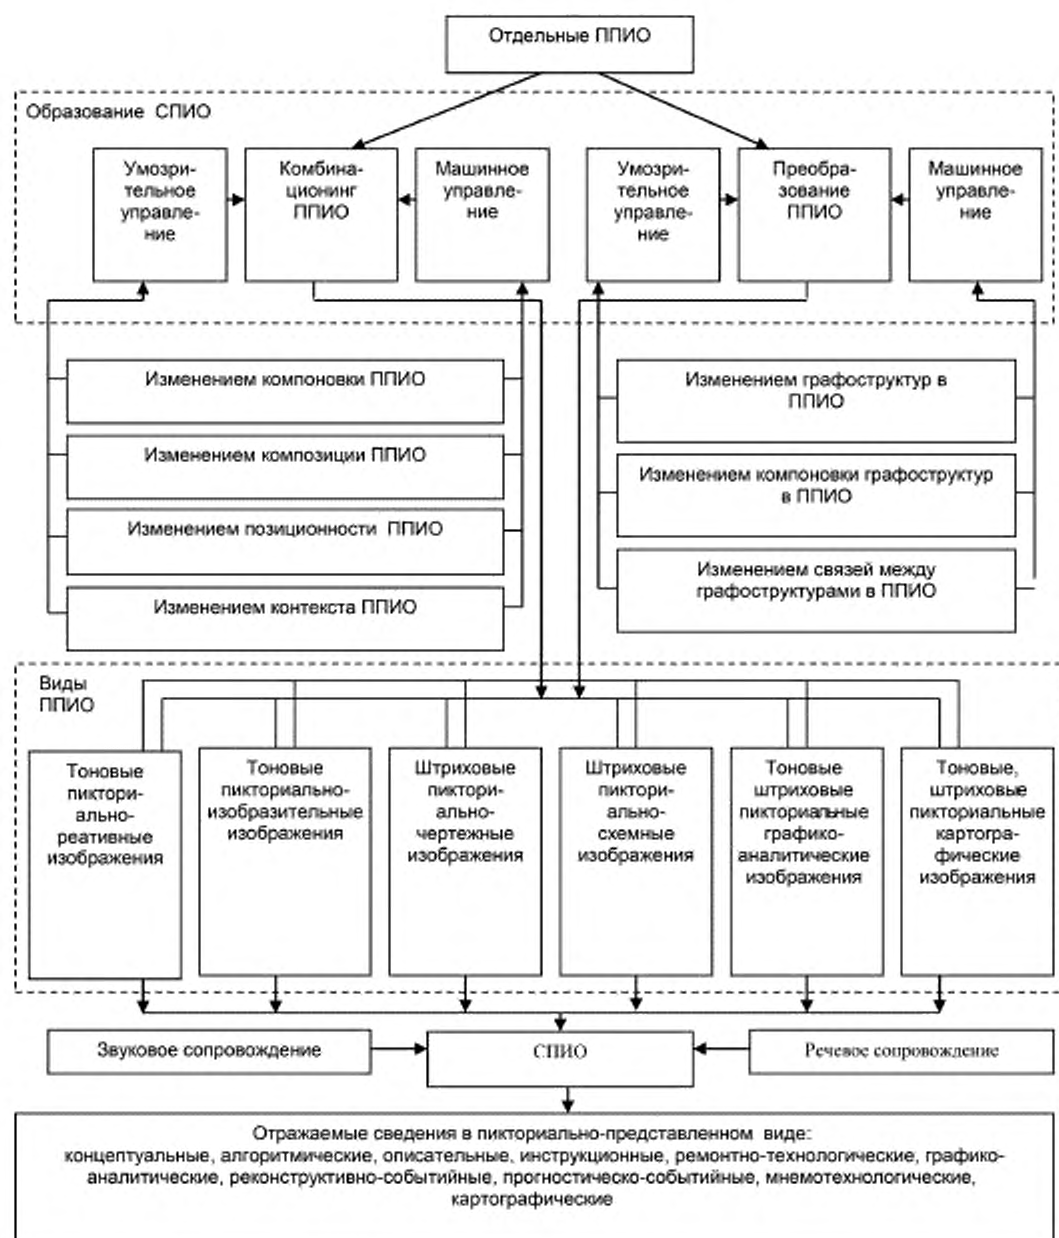 Отдельные ППИО
Образование СПИО
Умозри-
тельное
управле-
ние
Комбина-
ционинг
ППИО
Машинное
управле-
ние
Умозри-
тельное
управле-
ние
Преобра-
зование
ППИО
Машинное
управле-
ние
Изменением компоновки ППИО
Изменением композиции ППИО
Изменением позиционности ППИО
Изменением контекста ППИО
Изменением графоструктур в
ППИО
Изменением компоновки графоструктур
в ППИО
Изменением связей между
графоструктурами в ППИО
Виды
ППИО
Тоновые
пиктори-
ально-
реативные
изображения
Тоновые
пикториально-
изобразительные
изображения
Штриховые
пиктори-
ально-
чертежные
изображения
Штриховые
пиктори-
ально-
схемные
изображения
Тоновые
штриховые
пикториальные
графико-
аналитические
изображения
Тоновые,
штриховые
пикториальные
картогра-
фические
изображения
Звуковое сопровождение
СПИО
Речевое сопровождение
Отражаемые сведения в пикториально-представленном виде:
концептуальные, алгоритмические, описательные, инструкционные, ремонтно-технологические, графико-
аналитические, реконструктивно-событийные, прогностическо-событийные, мнемотехнологические,
картографические